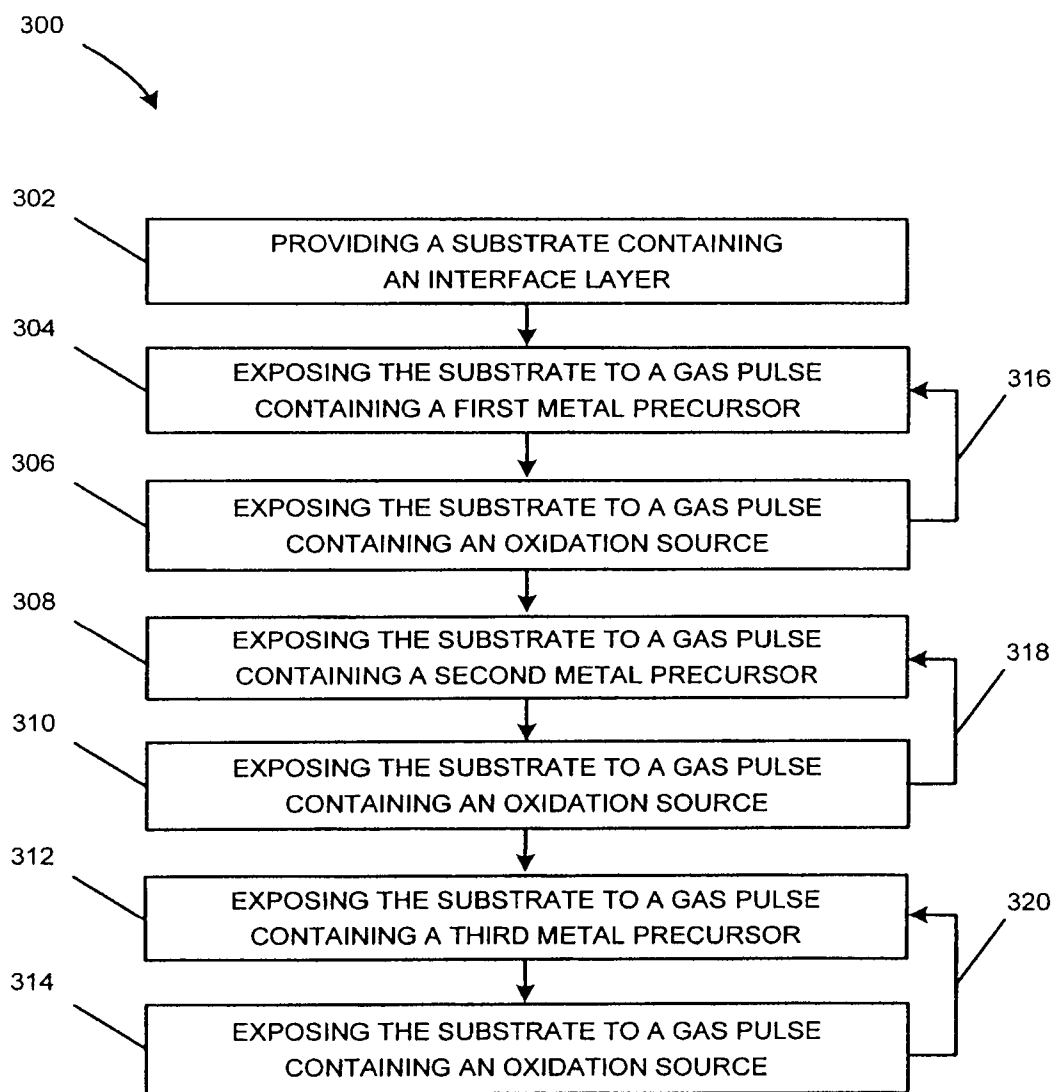 300
302
PROVIDING A SUBSTRATE CONTAINING
AN INTERFACE LAYER
304
EXPOSING THE SUBSTRATE TO A GAS PULSE
CONTAINING A FIRST METAL PRECURSOR
316
306
EXPOSING THE SUBSTRATE TO A GAS PULSE
CONTAINING AN OXIDATION SOURCE
308
EXPOSING THE SUBSTRATE TO A GAS PULSE
CONTAINING A SECOND METAL PRECURSOR
318
310
EXPOSING THE SUBSTRATE TO A GAS PULSE
CONTAINING AN OXIDATION SOURCE
312
EXPOSING THE SUBSTRATE TO A GAS PULSE
CONTAINING A THIRD METAL PRECURSOR
320
314
EXPOSING THE SUBSTRATE TO A GAS PULSE
CONTAINING AN OXIDATION SOURCE